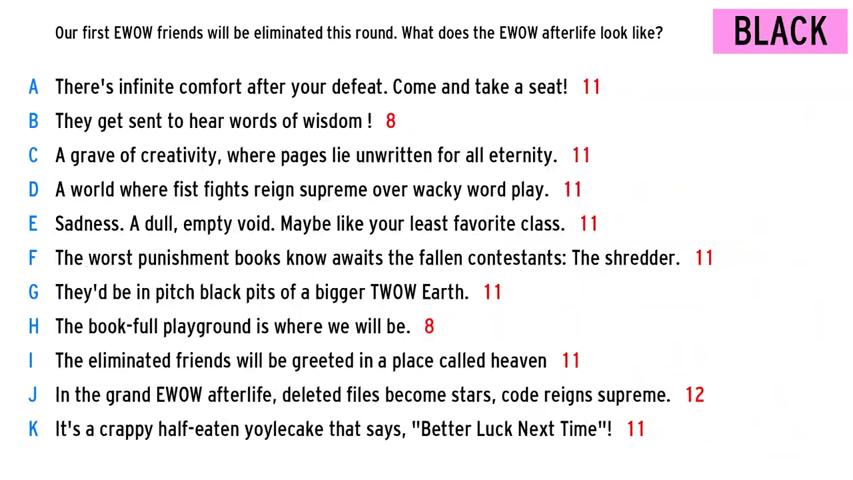 Our first EWOW friends will be eliminated this round. What does the EWOW afterlife look like?
BLACK
A There's infinite comfort after your defeat. Come and take a seat! 11
B They get sent to hear words of wisdom ! 8
C A grave of creativity, where pages lie unwritten for all eternity. 11
D A world where fist fights reign supreme over wacky word play. 11
E Sadness. A dull, empty void. Maybe like your least favorite class. 11
F The worst punishment books know awaits the fallen contestants: The shredder. 11
G They'd be in pitch black pits of a bigger TWOW Earth. 11
H The book-full playground is where we will be. 8
I The eliminated friends will be greeted in a place called heaven 11
J In the grand EWOW afterlife, deleted files become stars, code reigns supreme. 12
K It's a crappy half-eaten yoylecake that says, "Better Luck Next Time"! 11